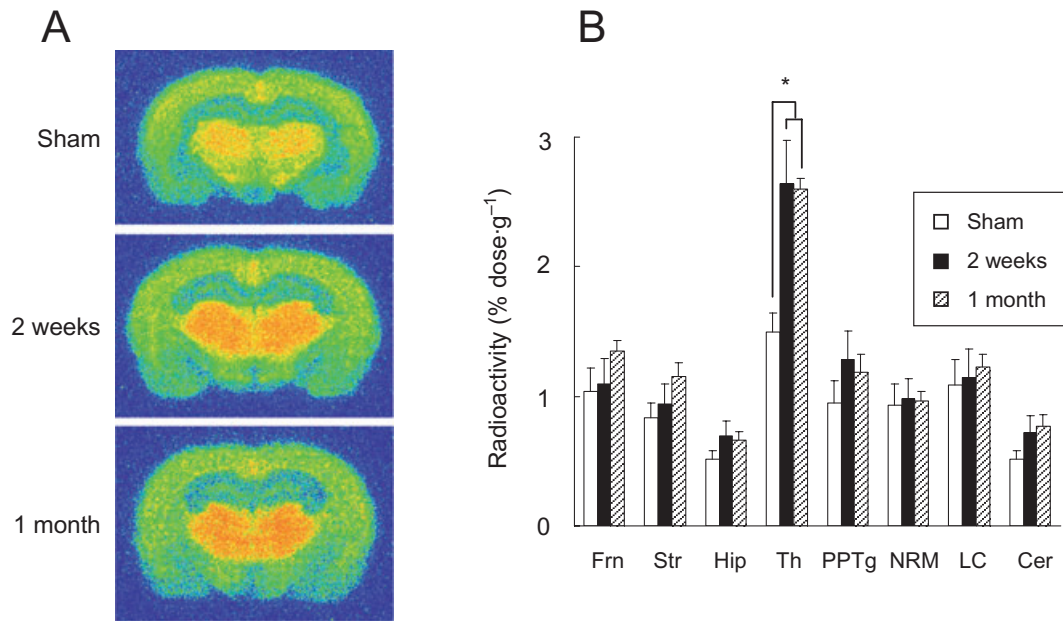 A
Sham
2 weeks
1 month
B
Radioactivity (% dose·g⁻¹)
3
2
1
0
*
Sham
2 weeks
1 month
Frn Str Hip Th PPTg NRM LC Cer